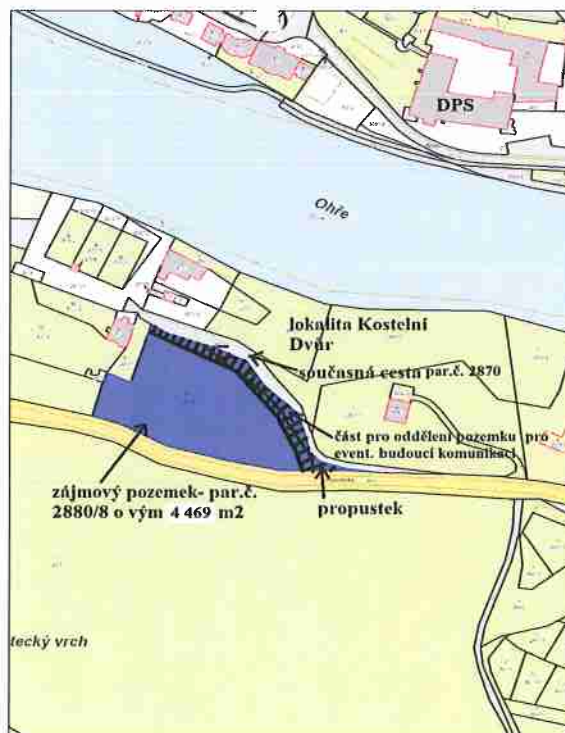 DPS
Ohře
lokalita Kostelní
Dvůr
současná cesta par.č. 2870
část pro oddělení pozemku pro
event. budoucí komunikaci
zájmový pozemek- par.č.
2880/8 o vým 4 469 m2
propustek
tecký vrch